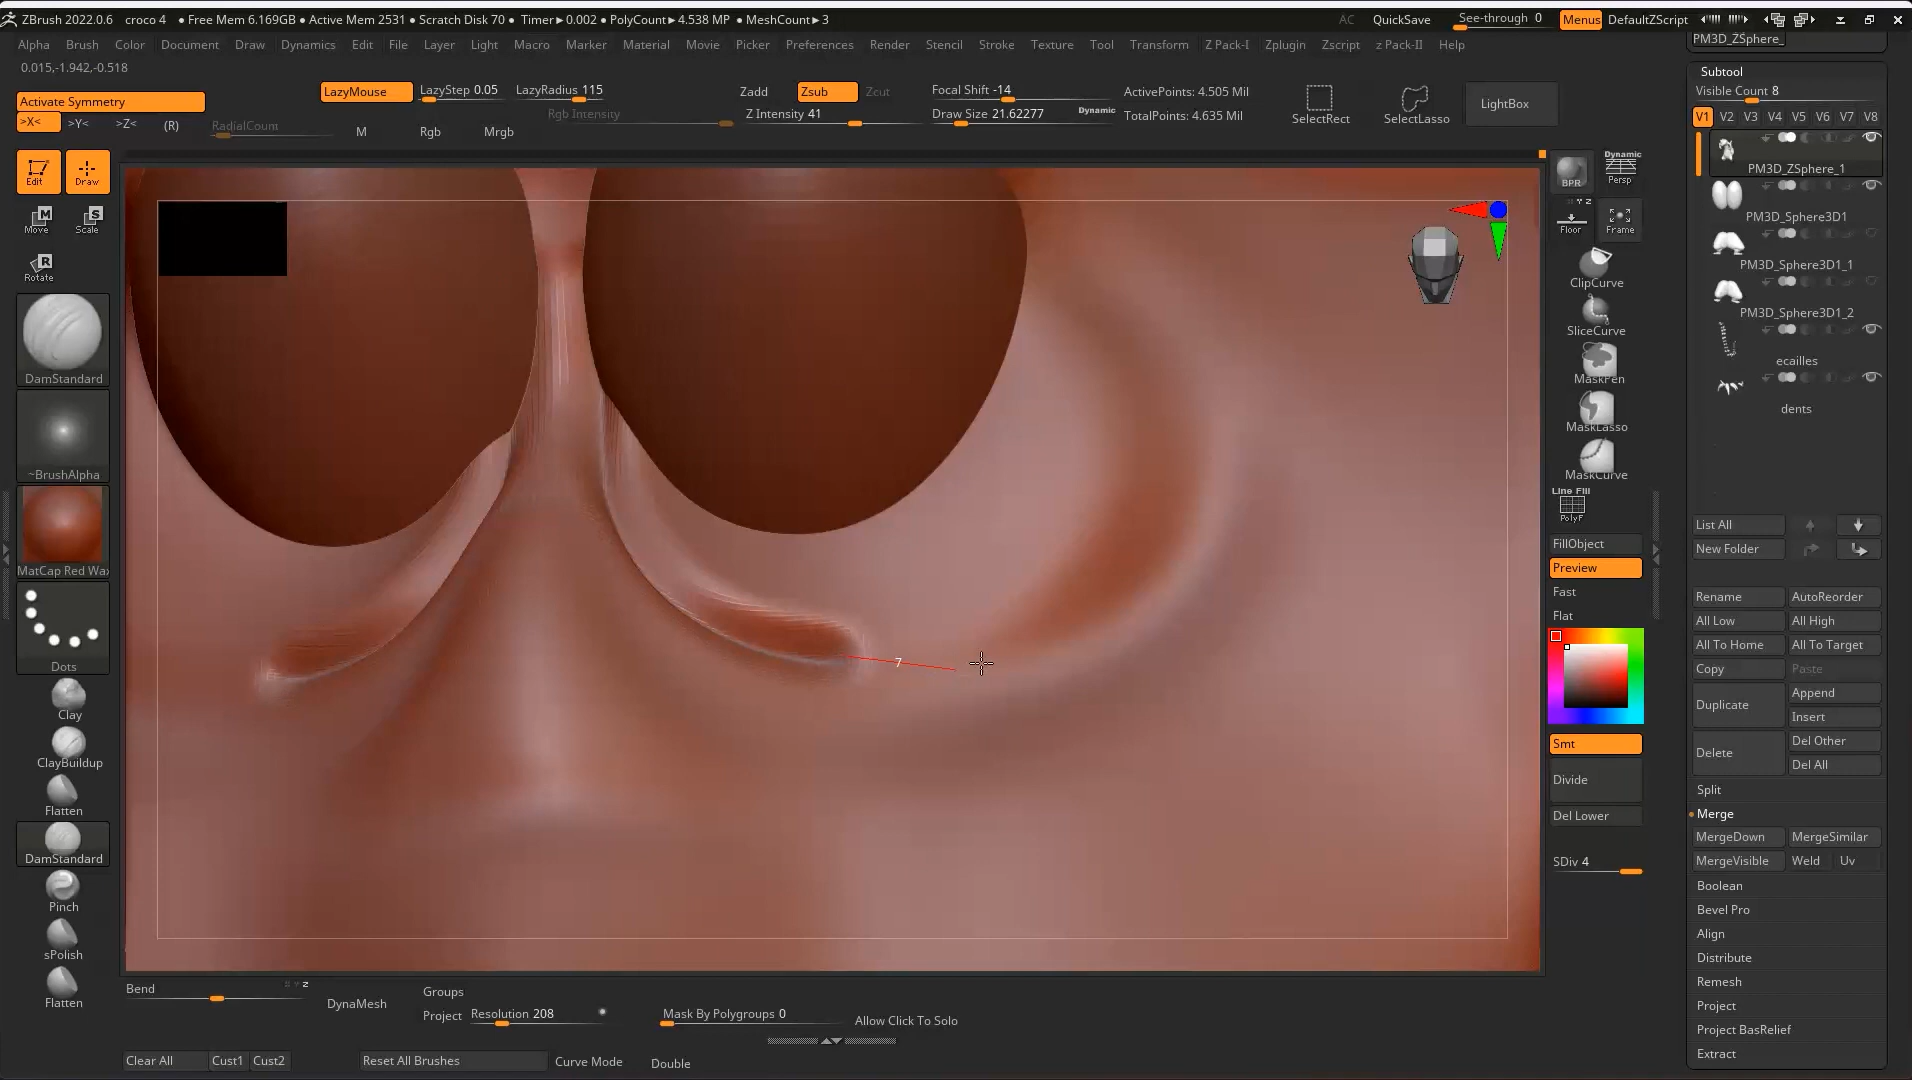 ZBrush 2022.0.6 croco 4 • Free Mem 6.169GB • Active Mem 2531 • Scratch Disk 70 • Timer▸0.002 • PolyCount▸4.538 MP • MeshCount▸3 AC QuickSave See-through 0 Menus DefaultZScript
Alpha Brush Color Document Draw Dynamics Edit File Layer Light Macro Marker Material Movie Picker Preferences Render Stencil Stroke Texture Tool Transform Z Pack-I Zplugin Zscript z Pack-II Help
PM3D_ZSphere_
0.015,-1.942,-0.518
Activate Symmetry
>X< >Y< >Z< (R) RadialCount
LazyMouse LazyStep 0.05 LazyRadius 115
Rgb Intensity
M Rgb Mrgb
Zadd Zsub Zcut
Z Intensity 41
Focal Shift -14
Draw Size 21.62277 Dynamic
ActivePoints: 4.505 Mil
TotalPoints: 4.635 Mil
SelectRect
SelectLasso
LightBox
Edit Draw
M Move S Scale
R Rotate
DamStandard
~BrushAlpha
MatCap Red Wax
Dots
Clay
ClayBuildup
Flatten
DamStandard
Pinch
sPolish
Flatten
7
BPR
Dynamic
Persp
Y Z
Floor Frame
ClipCurve
SliceCurve
MaskPen
MaskLasso
MaskCurve
Line Fill
PolyF
FillObject
Preview
Fast
Flat
Smt
Divide
Del Lower
SDiv 4
Subtool
Visible Count 8
V1 V2 V3 V4 V5 V6 V7 V8
PM3D_ZSphere_1
PM3D_Sphere3D1
PM3D_Sphere3D1_1
PM3D_Sphere3D1_2
ecailles
dents
List All
New Folder
Rename AutoReorder
All Low All High
All To Home All To Target
Copy Paste
Duplicate Append
Insert
Delete Del Other
Del All
Split
Merge
MergeDown MergeSimilar
MergeVisible Weld Uv
Boolean
Bevel Pro
Align
Distribute
Remesh
Project
Project BasRelief
Extract
Bend
DynaMesh
Groups
Project
Resolution 208
Mask By Polygroups 0
Allow Click To Solo
Clear All Cust1 Cust2 Reset All Brushes Curve Mode Double